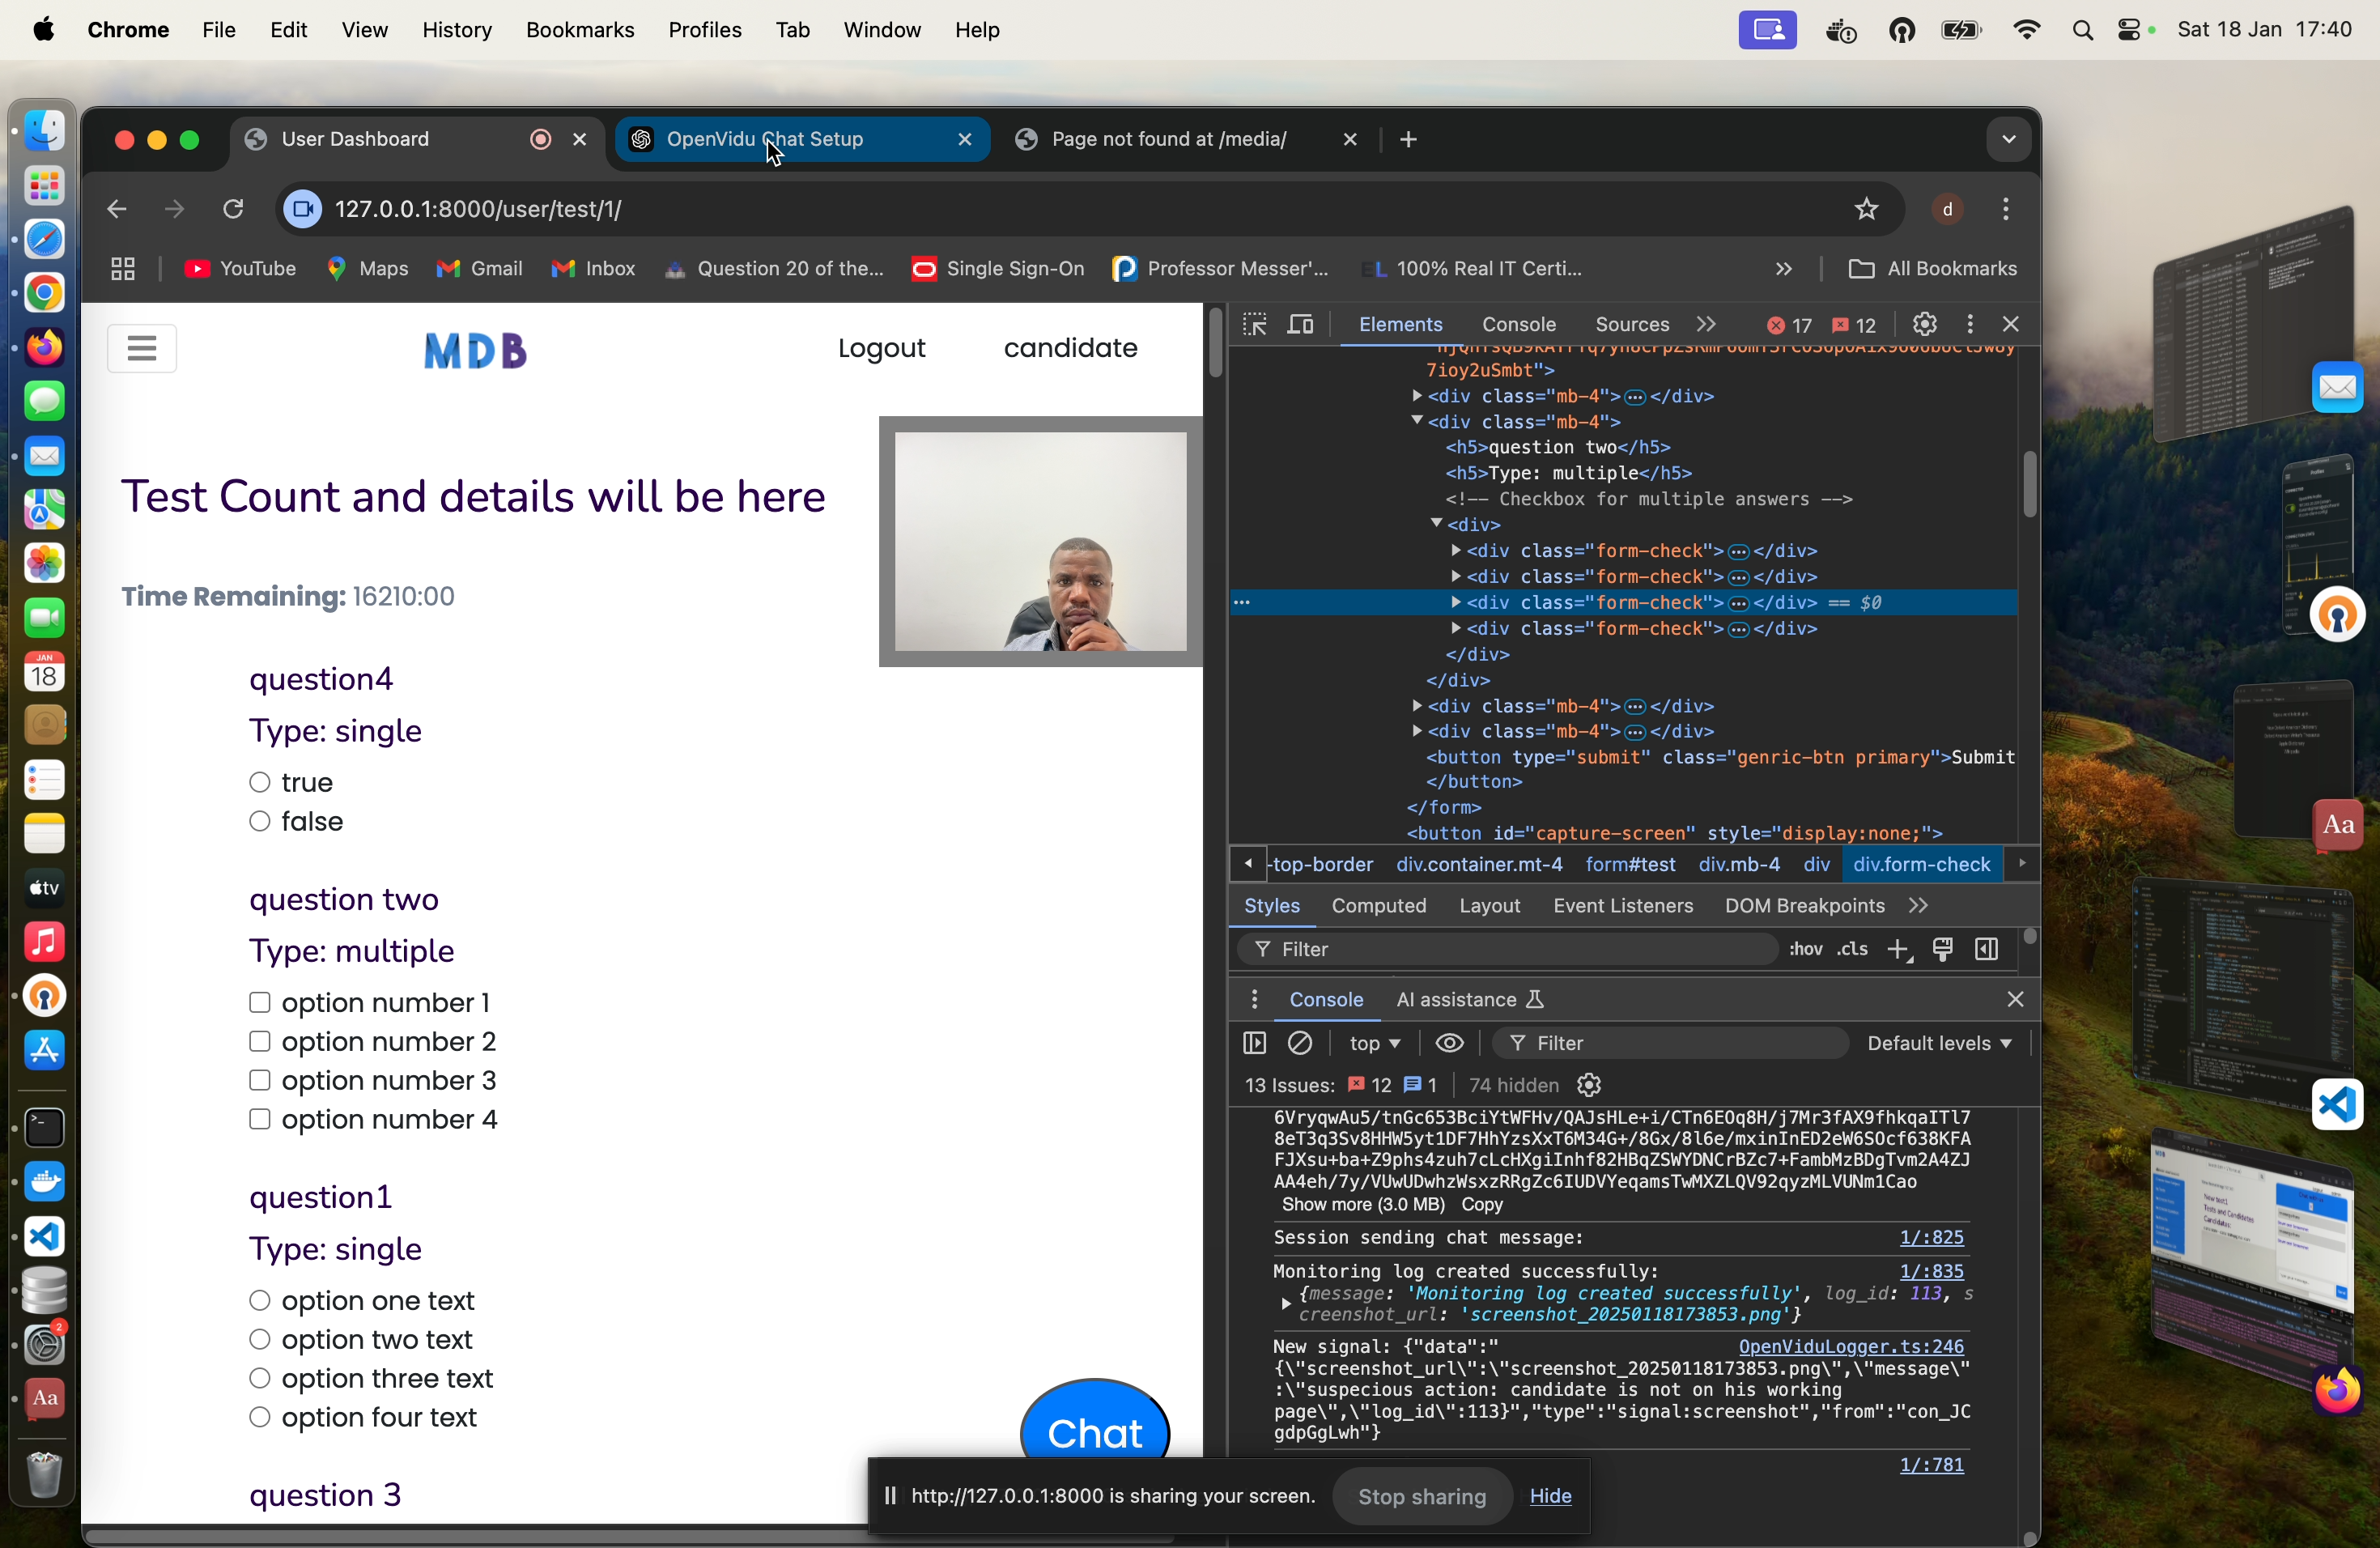 Chrome File Edit View History Bookmarks Profiles Tab Window Help Sat 18 Jan 17:40
User Dashboard OpenVidu Chat Setup Page not found at /media/
127.0.0.1:8000/user/test/1/ d
YouTube Maps Gmail Inbox Question 20 of the... Single Sign-On Professor Messer'... EL 100% Real IT Certi... All Bookmarks
MDB Logout candidate
Test Count and details will be here
Time Remaining: 16210:00
question4
Type: single
true
false
question two
Type: multiple
option number 1
option number 2
option number 3
option number 4
question1
Type: single
option one text
option two text
option three text
option four text
question 3
Chat
http://127.0.0.1:8000 is sharing your screen. Stop sharing Hide
Elements Console Sources 17 12
7ioy2uSmbt">
<div class="mb-4"></div>
<div class="mb-4">
<h5>question two</h5>
<h5>Type: multiple</h5>
<!-- Checkbox for multiple answers -->
<div>
<div class="form-check"></div>
<div class="form-check"></div>
<div class="form-check"></div> == $0
<div class="form-check"></div>
</div>
</div>
<div class="mb-4"></div>
<div class="mb-4"></div>
<button type="submit" class="genric-btn primary">Submit
</button>
</form>
<button id="capture-screen" style="display:none;">
-top-border div.container.mt-4 form#test div.mb-4 div div.form-check
Styles Computed Layout Event Listeners DOM Breakpoints
Filter :hov .cls
Console AI assistance
top Filter Default levels
13 Issues: 12 1 74 hidden
6VryqwAu5/tnGc653BciYtWFHv/QAJsHLe+i/CTn6EOq8H/j7Mr3fAX9fhkqaITl7
8eT3q3Sv8HHW5yt1DF7HhYzsXxT6M34G+/8Gx/8l6e/mxinInED2eW6SOcf638KFA
FJXsu+ba+Z9phs4zuh7cLcHXgiInhf82HBqZSWYDNCrBZc7+FambMzBDgTvm2A4ZJ
AA4eh/7y/VUwUDwhzWsxzRRgZc6IUDVYeqamsTwMXZLQV92qyzMLVUNm1Cao
Show more (3.0 MB) Copy
Session sending chat message: 1/:825
Monitoring log created successfully: 1/:835
{message: 'Monitoring log created successfully', log_id: 113, s
creenshot_url: 'screenshot_20250118173853.png'}
New signal: {"data":" OpenViduLogger.ts:246
{\"screenshot_url\":\"screenshot_20250118173853.png\",\"message\"
:\"suspecious action: candidate is not on his working
page\",\"log_id\":113}","type":"signal:screenshot","from":"con_JC
gdpGgLwh"}
1/:781
JAN
18
tv
2
Aa
Aa